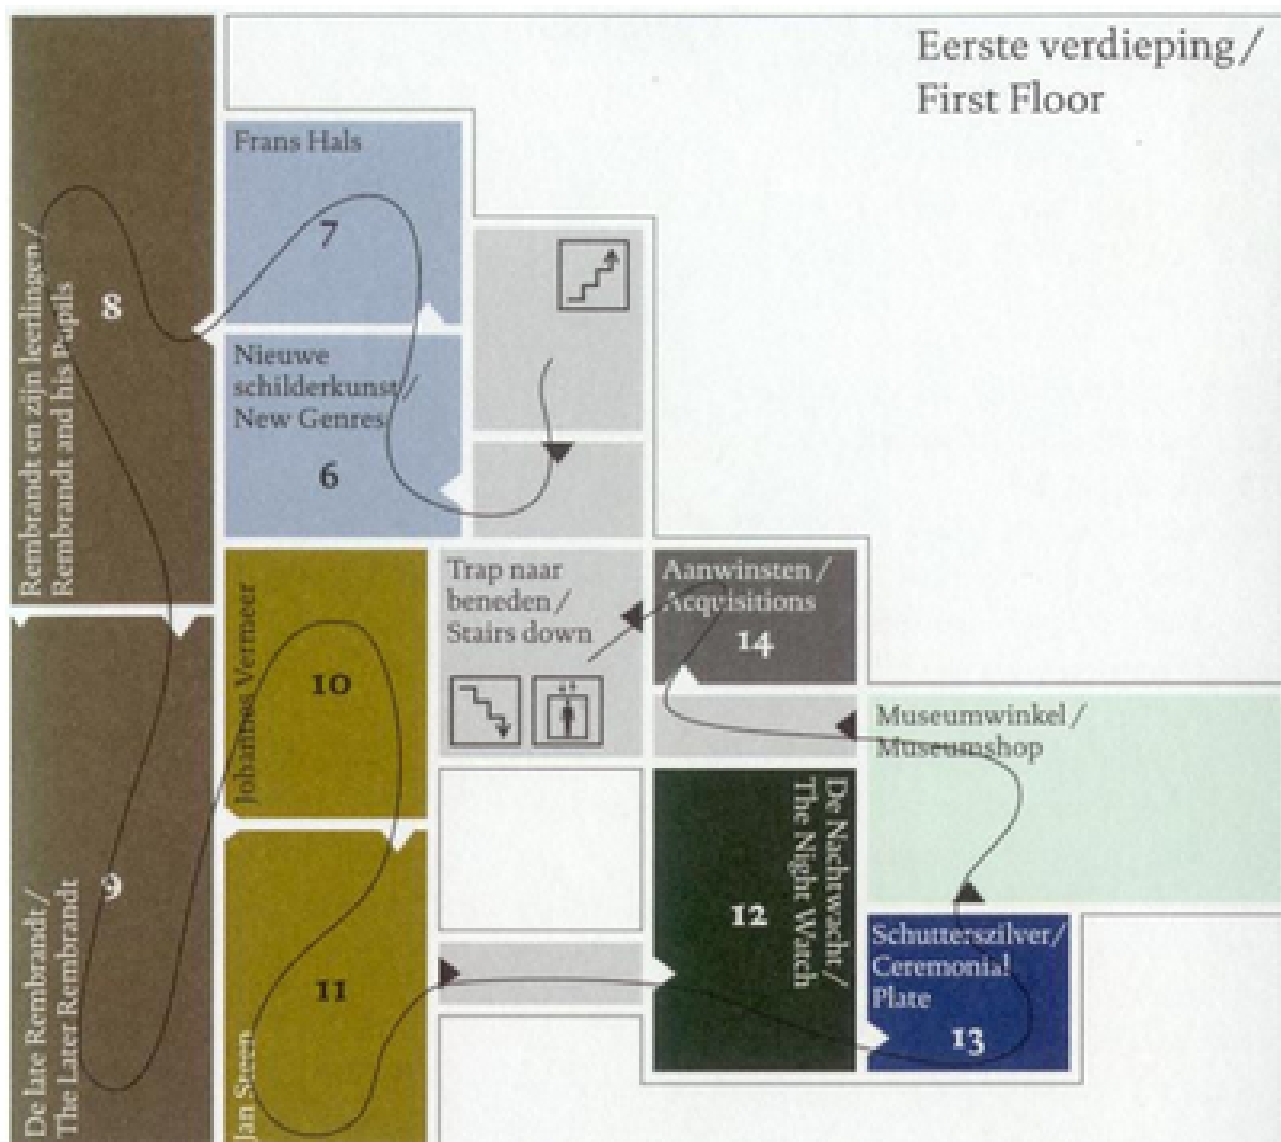 Eerste verdieping /
First Floor
Frans Hals
7
Rembrandt en zijn leerlingen /
Rembrandt and his Pupils
8
Nieuwe
schilderkunst /
New Genres
6
Johannes Vermeer
10
Trap naar
beneden /
Stairs down
Aanwinsten /
Acquisitions
14
Museumwinkel /
Museumshop
De late Rembrandt /
The Later Rembrandt
9
Jan Steen
11
De Nachtwacht /
The Night Watch
12
Schutterszilver /
Ceremonial
Plate
13